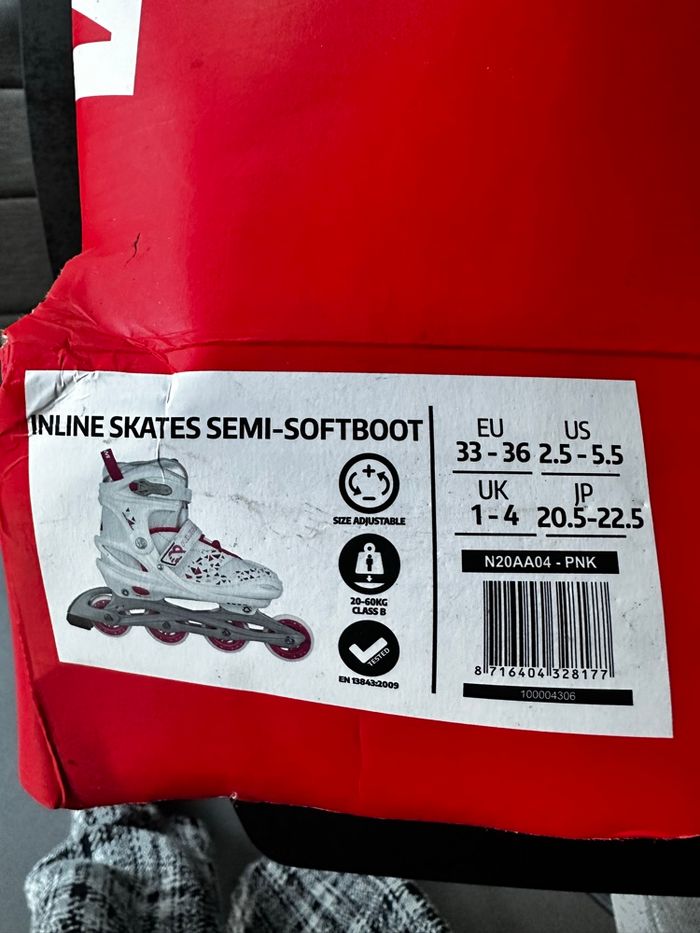 INLINE SKATES SEMI-SOFTBOOT
SIZE ADJUSTABLE
20-60KG
CLASS B
TESTED
EN 13843:2009
EU US
33 - 36 2.5 - 5.5
UK JP
1 - 4 20.5-22.5
N20AA04 - PNK
8 716404 328177
100004306